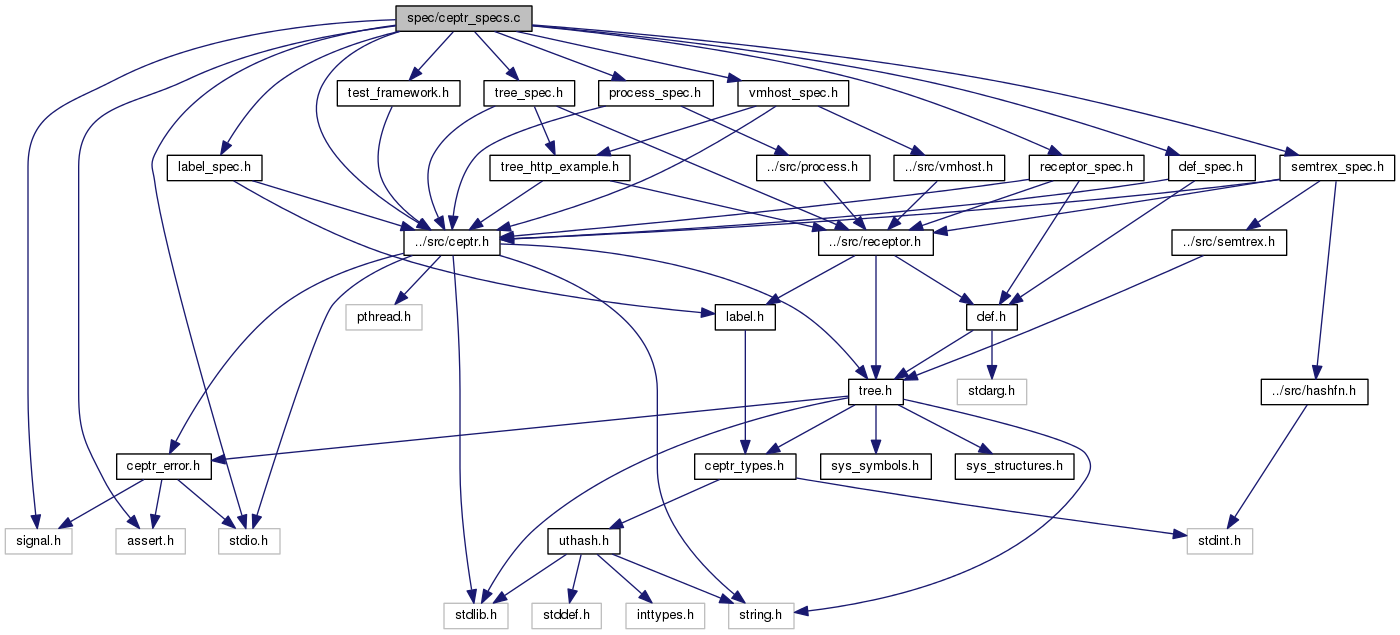 spec/ceptr_specs.c
test_framework.h
tree_spec.h
process_spec.h
vmhost_spec.h
label_spec.h
tree_http_example.h
../src/process.h
../src/vmhost.h
receptor_spec.h
def_spec.h
semtrex_spec.h
../src/ceptr.h
../src/receptor.h
../src/semtrex.h
pthread.h
label.h
def.h
tree.h
stdarg.h
../src/hashfn.h
ceptr_error.h
ceptr_types.h
sys_symbols.h
sys_structures.h
signal.h
assert.h
stdio.h
uthash.h
stdint.h
stdlib.h
stddef.h
inttypes.h
string.h